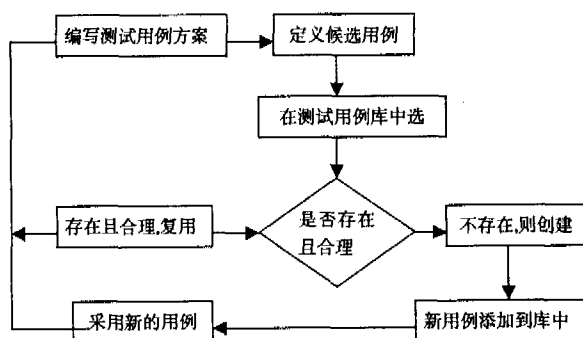 编写测试用例方案
定义候选用例
在测试用例库中选
是否存在
且合理
存在且合理,复用
不存在,则创建
采用新的用例
新用例添加到库中